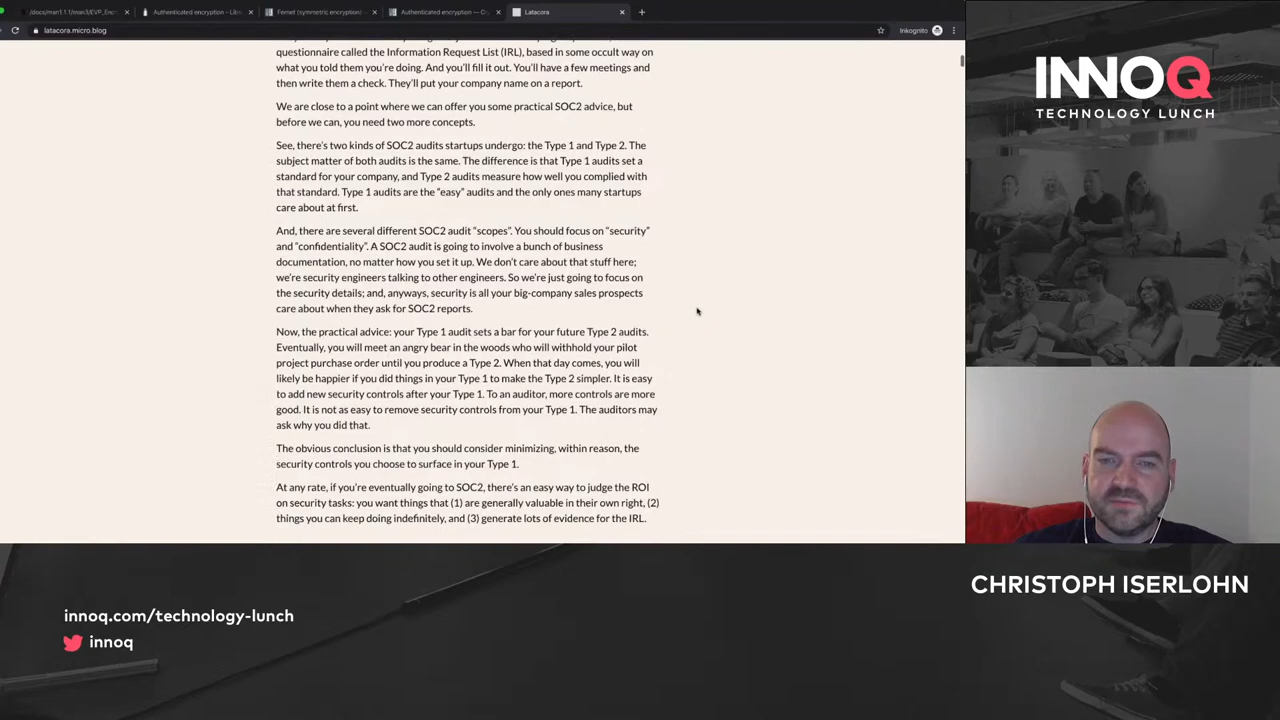 /docs/man1.1.1/man3/EVP_Encr
Authenticated encryption - Libs
Fernet (symmetric encryption)
Authenticated encryption — Cry
Latacora
latacora.micro.blog
Inkognito
questionnaire called the Information Request List (IRL), based in some occult way on
what you told them you’re doing. And you’ll fill it out. You’ll have a few meetings and
then write them a check. They’ll put your company name on a report.
We are close to a point where we can offer you some practical SOC2 advice, but
before we can, you need two more concepts.
See, there’s two kinds of SOC2 audits startups undergo: the Type 1 and Type 2. The
subject matter of both audits is the same. The difference is that Type 1 audits set a
standard for your company, and Type 2 audits measure how well you complied with
that standard. Type 1 audits are the “easy” audits and the only ones many startups
care about at first.
And, there are several different SOC2 audit “scopes”. You should focus on “security”
and “confidentiality”. A SOC2 audit is going to involve a bunch of business
documentation, no matter how you set it up. We don’t care about that stuff here;
we’re security engineers talking to other engineers. So we’re just going to focus on
the security details; and, anyways, security is all your big-company sales prospects
care about when they ask for SOC2 reports.
Now, the practical advice: your Type 1 audit sets a bar for your future Type 2 audits.
Eventually, you will meet an angry bear in the woods who will withhold your pilot
project purchase order until you produce a Type 2. When that day comes, you will
likely be happier if you did things in your Type 1 to make the Type 2 simpler. It is easy
to add new security controls after your Type 1. To an auditor, more controls are more
good. It is not as easy to remove security controls from your Type 1. The auditors may
ask why you did that.
The obvious conclusion is that you should consider minimizing, within reason, the
security controls you choose to surface in your Type 1.
At any rate, if you’re eventually going to SOC2, there’s an easy way to judge the ROI
on security tasks: you want things that (1) are generally valuable in their own right, (2)
things you can keep doing indefinitely, and (3) generate lots of evidence for the IRL.
INNOQ
TECHNOLOGY LUNCH
CHRISTOPH ISERLOHN
innoq.com/technology-lunch
innoq